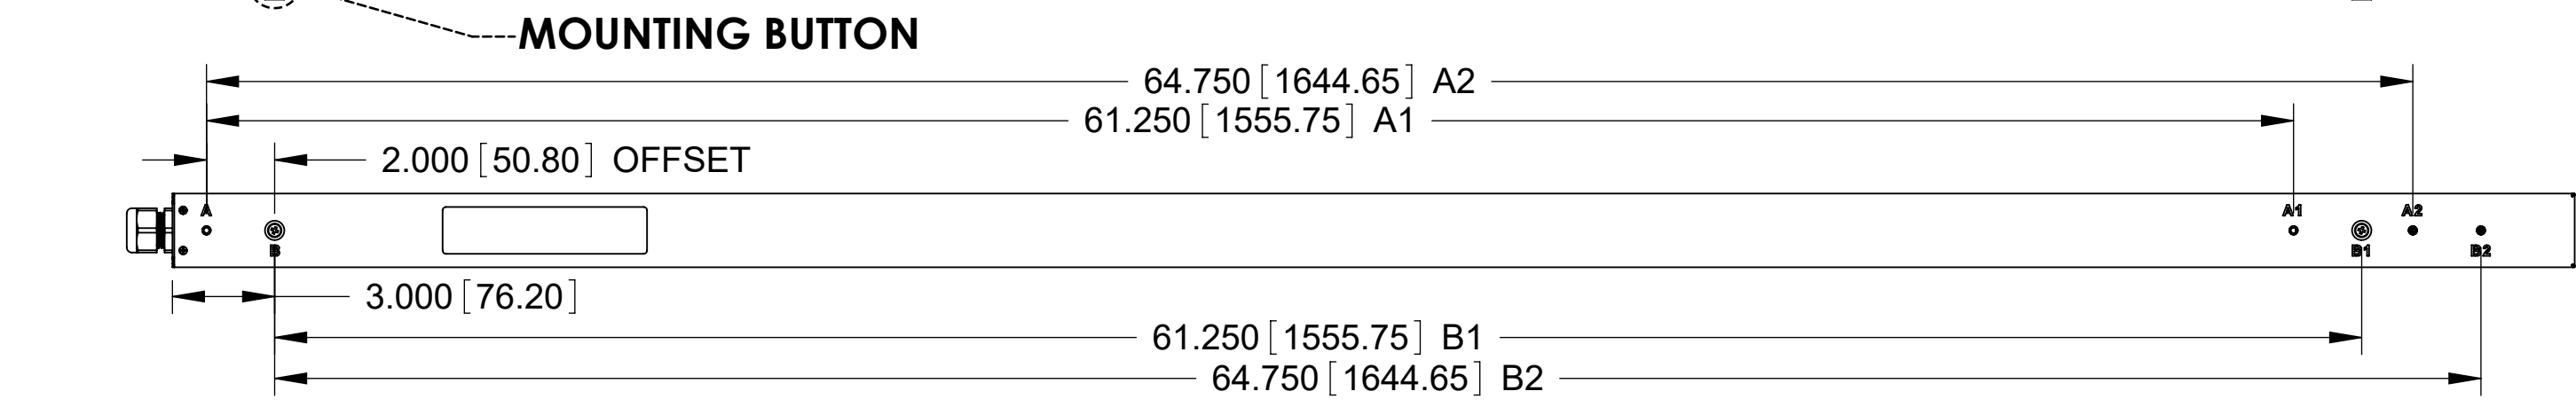 MOUNTING BUTTON
64.750 [1644.65] A2
61.250 [1555.75] A1
2.000 [50.80] OFFSET
A A1 A2
B B1 B2
3.000 [76.20]
61.250 [1555.75] B1
64.750 [1644.65] B2